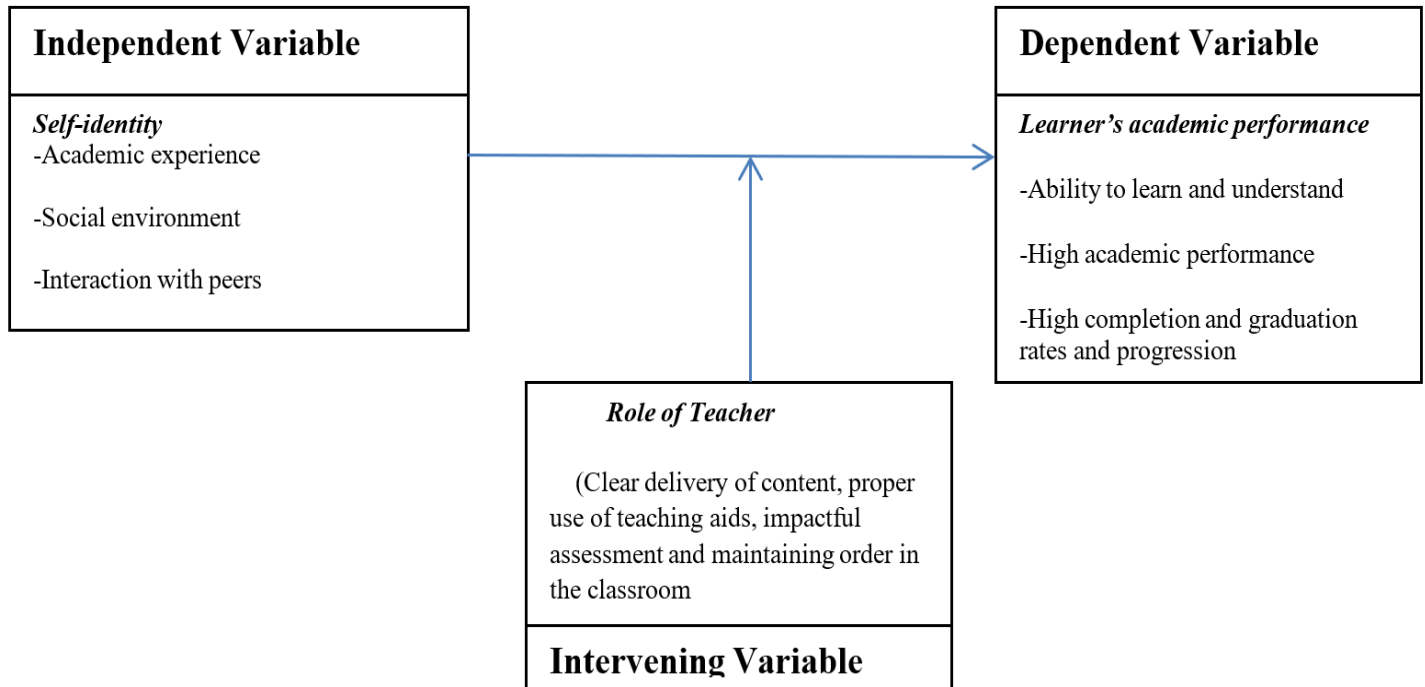 Independent Variable
Self-identity
-Academic experience
-Social environment
-Interaction with peers
Dependent Variable
Learner’s academic performance
-Ability to learn and understand
-High academic performance
-High completion and graduation
rates and progression
Role of Teacher
(Clear delivery of content, proper
use of teaching aids, impactful
assessment and maintaining order in
the classroom
Intervening Variable